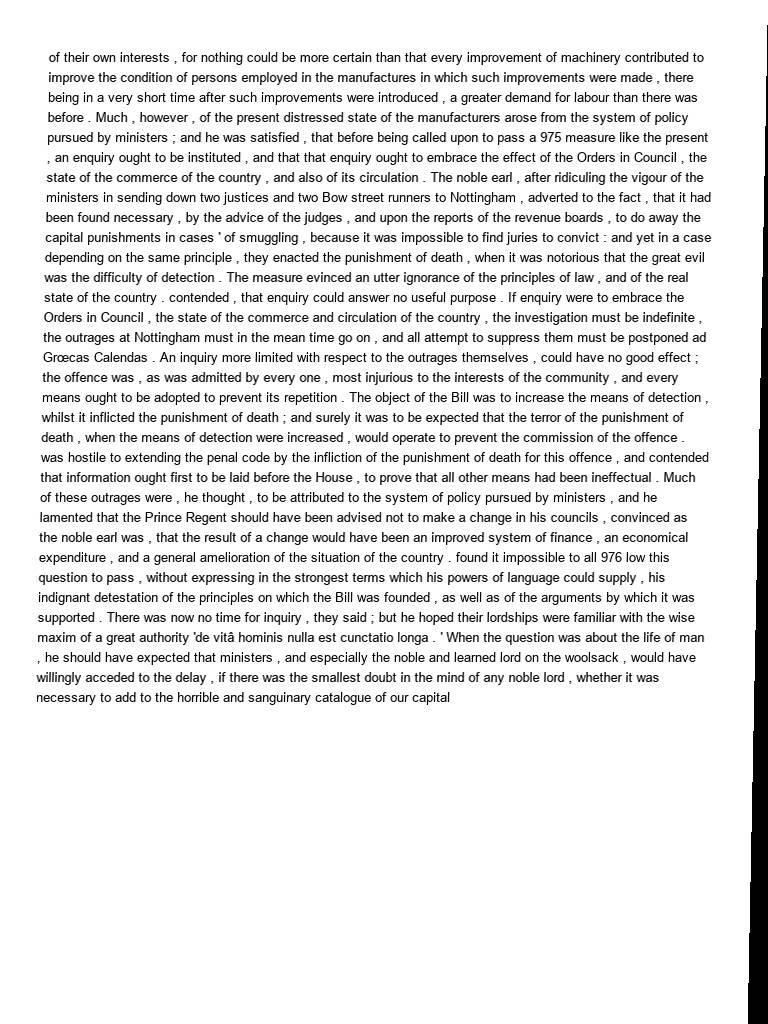 of their own interests , for nothing could be more certain than that every improvement of machinery contributed to
improve the condition of persons employed in the manufactures in which such improvements were made , there
being in a very short time after such improvements were introduced , a greater demand for labour than there was
before . Much , however , of the present distressed state of the manufacturers arose from the system of policy
pursued by ministers ; and he was satisfied , that before being called upon to pass a 975 measure like the present
, an enquiry ought to be instituted , and that that enquiry ought to embrace the effect of the Orders in Council , the
state of the commerce of the country , and also of its circulation . The noble earl , after ridiculing the vigour of the
ministers in sending down two justices and two Bow street runners to Nottingham , adverted to the fact , that it had
been found necessary , by the advice of the judges , and upon the reports of the revenue boards , to do away the
capital punishments in cases ' of smuggling , because it was impossible to find juries to convict : and yet in a case
depending on the same principle , they enacted the punishment of death , when it was notorious that the great evil
was the difficulty of detection . The measure evinced an utter ignorance of the principles of law , and of the real
state of the country . contended , that enquiry could answer no useful purpose . If enquiry were to embrace the
Orders in Council , the state of the commerce and circulation of the country , the investigation must be indefinite ,
the outrages at Nottingham must in the mean time go on , and all attempt to suppress them must be postponed ad
Grœcas Calendas . An inquiry more limited with respect to the outrages themselves , could have no good effect ;
the offence was , as was admitted by every one , most injurious to the interests of the community , and every
means ought to be adopted to prevent its repetition . The object of the Bill was to increase the means of detection ,
whilst it inflicted the punishment of death ; and surely it was to be expected that the terror of the punishment of
death , when the means of detection were increased , would operate to prevent the commission of the offence .
was hostile to extending the penal code by the infliction of the punishment of death for this offence , and contended
that information ought first to be laid before the House , to prove that all other means had been ineffectual . Much
of these outrages were , he thought , to be attributed to the system of policy pursued by ministers , and he
lamented that the Prince Regent should have been advised not to make a change in his councils , convinced as
the noble earl was , that the result of a change would have been an improved system of finance , an economical
expenditure , and a general amelioration of the situation of the country . found it impossible to all 976 low this
question to pass , without expressing in the strongest terms which his powers of language could supply , his
indignant detestation of the principles on which the Bill was founded , as well as of the arguments by which it was
supported . There was now no time for inquiry , they said ; but he hoped their lordships were familiar with the wise
maxim of a great authority 'de vitâ hominis nulla est cunctatio longa . ' When the question was about the life of man
, he should have expected that ministers , and especially the noble and learned lord on the woolsack , would have
willingly acceded to the delay , if there was the smallest doubt in the mind of any noble lord , whether it was
necessary to add to the horrible and sanguinary catalogue of our capital